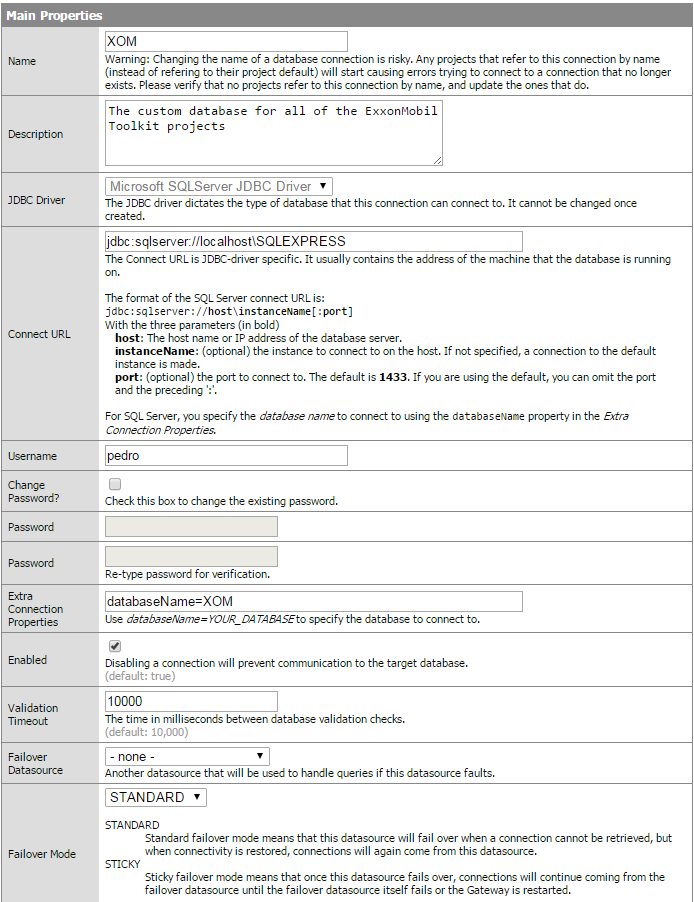 Main Properties
Name
XOM
Warning: Changing the name of a database connection is risky. Any projects that refer to this connection by name
(instead of refering to their project default) will start causing errors trying to connect to a connection that no longer
exists. Please verify that no projects refer to this connection by name, and update the ones that do.
Description
The custom database for all of the ExxonMobil
Toolkit projects
JDBC Driver
Microsoft SQLServer JDBC Driver
The JDBC driver dictates the type of database that this connection can connect to. It cannot be changed once
created.
Connect URL
jdbc:sqlserver://localhost\SQLEXPRESS
The Connect URL is JDBC-driver specific. It usually contains the address of the machine that the database is running
on.
The format of the SQL Server connect URL is:
jdbc:sqlserver://host\instanceName[:port]
With the three parameters (in bold)
host: The host name or IP address of the database server.
instanceName: (optional) the instance to connect to on the host. If not specified, a connection to the default
instance is made.
port: (optional) the port to connect to. The default is 1433. If you are using the default, you can omit the port
and the preceding ':'.
For SQL Server, you specify the database name to connect to using the databaseName property in the Extra
Connection Properties.
Username
pedro
Change
Password?
Check this box to change the existing password.
Password
Password
Re-type password for verification.
Extra
Connection
Properties
databaseName=XOM
Use databaseName=YOUR_DATABASE to specify the database to connect to.
Enabled
Disabling a connection will prevent communication to the target database.
(default: true)
Validation
Timeout
10000
The time in milliseconds between database validation checks.
(default: 10,000)
Failover
Datasource
- none -
Another datasource that will be used to handle queries if this datasource faults.
Failover Mode
STANDARD
STANDARD
Standard failover mode means that this datasource will fail over when a connection cannot be retrieved, but
when connectivity is restored, connections will again come from this datasource.
STICKY
Sticky failover mode means that once this datasource fails over, connections will continue coming from the
failover datasource until the failover datasource itself fails or the Gateway is restarted.